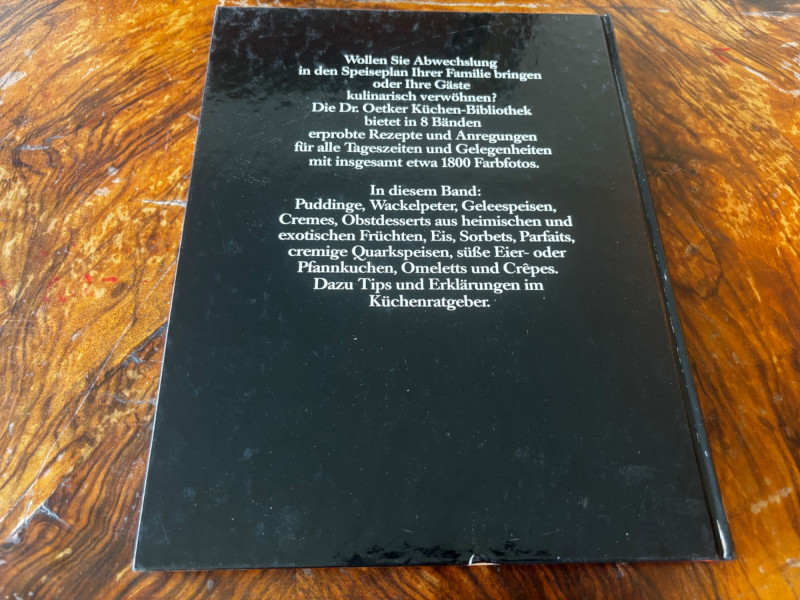 Wollen Sie Abwechslung
in den Speiseplan Ihrer Familie bringen
oder Ihre Gäste
kulinarisch verwöhnen?
Die Dr. Oetker Küchen-Bibliothek
bietet in 8 Bänden
erprobte Rezepte und Anregungen
für alle Tageszeiten und Gelegenheiten
mit insgesamt etwa 1800 Farbfotos.
In diesem Band:
Puddinge, Wackelpeter, Geleespeisen,
Cremes, Obstdesserts aus heimischen und
exotischen Früchten, Eis, Sorbets, Parfaits,
cremige Quarkspeisen, süße Eier- oder
Pfannkuchen, Omeletts und Crêpes.
Dazu Tips und Erklärungen im
Küchenratgeber.